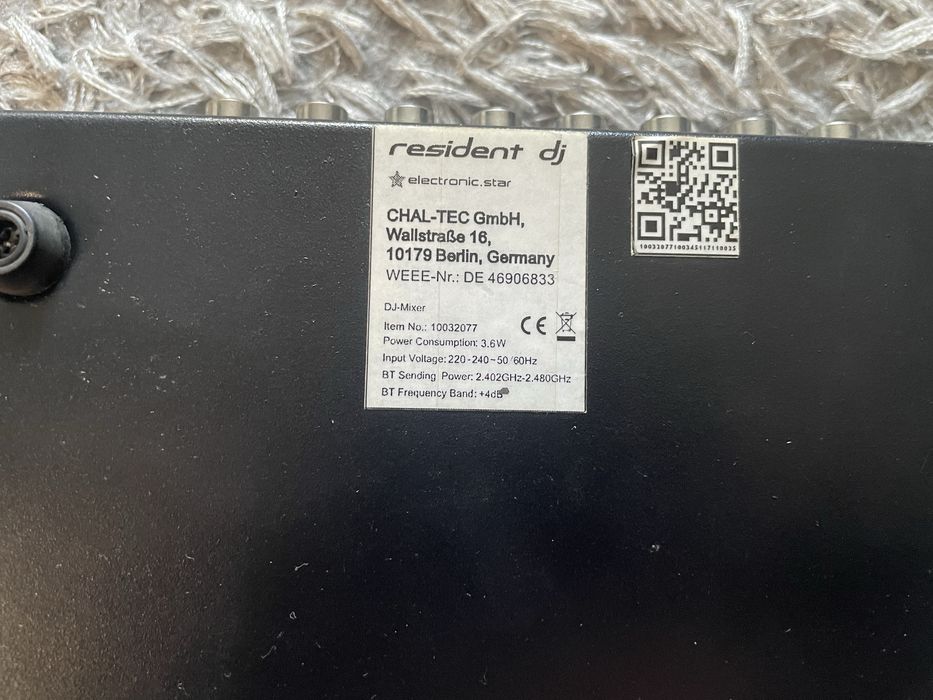 resident dj
electronic.star
CHAL-TEC GmbH,
Wallstraße 16,
10179 Berlin, Germany
WEEE-Nr.: DE 46906833
DJ-Mixer
Item No.: 10032077
Power Consumption: 3.6W
Input Voltage: 220-240~50/60Hz
BT Sending Power: 2.402GHz-2.480GHz
BT Frequency Band: +4dB
CE
10032077100345117110035